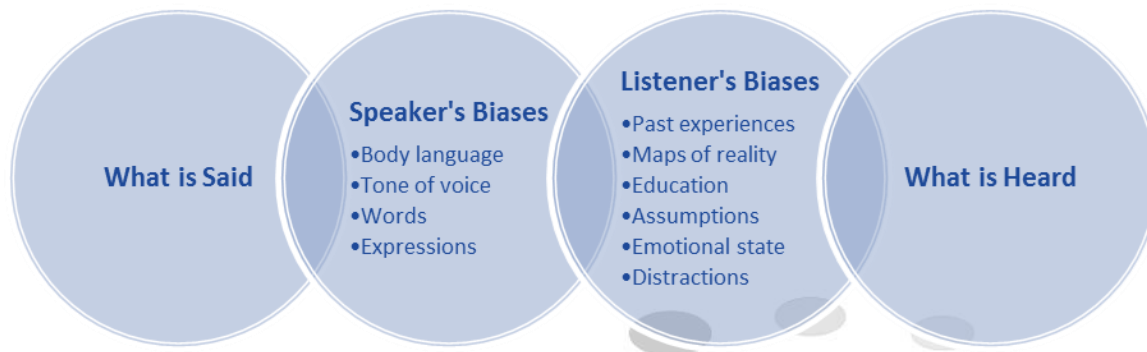 What is Said
Speaker's Biases
•Body language
•Tone of voice
•Words
•Expressions
Listener's Biases
•Past experiences
•Maps of reality
•Education
•Assumptions
•Emotional state
•Distractions
What is Heard